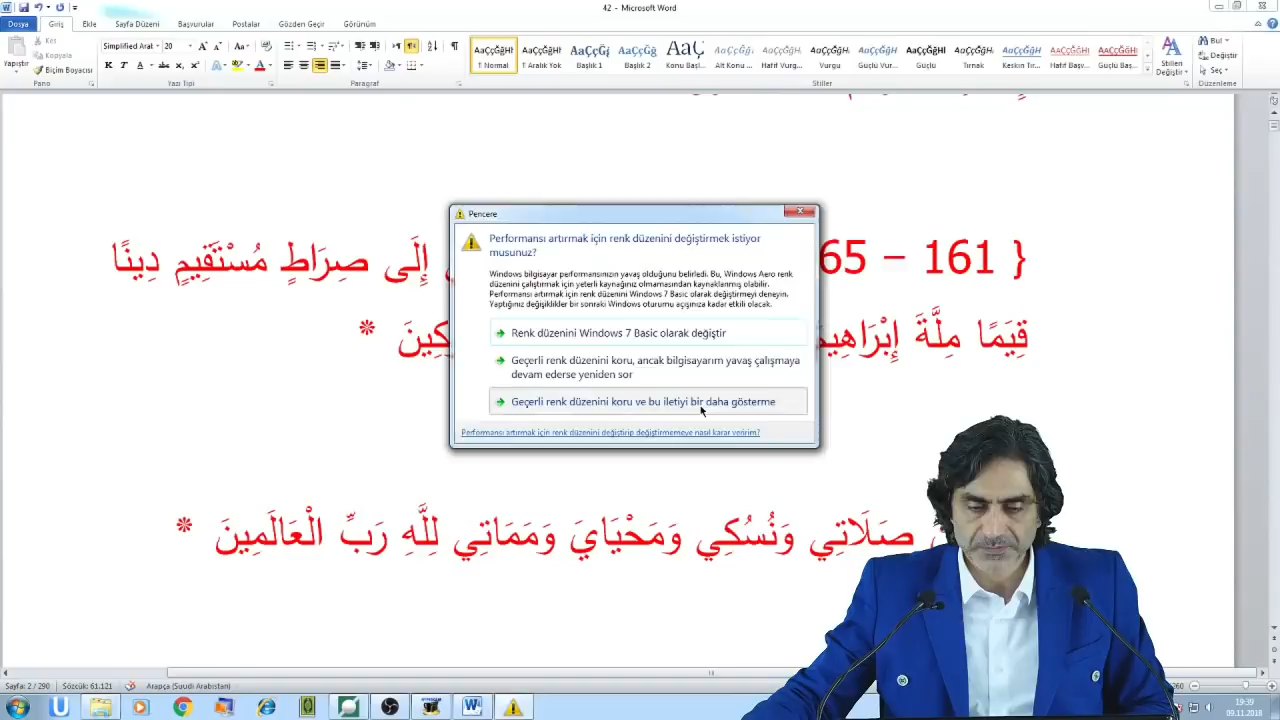 42 - Microsoft Word
Dosya Giriş Ekle Sayfa Düzeni Başvurular Postalar Gözden Geçir Görünüm
Yapıştır
Kes
Kopyala
Biçim Boyacısı
Simplified Arab 20
AaÇçĞğH AaÇçĞğH AaÇçĞğ AaÇçĞğ AaÇ
T Normal T Aralık Yok Başlık 1 Başlık 2 Konu Başl... Alt Konu ... Hafif Vurg... Vurgu Güçlü Vur... Güçlü Tırnak Keskin Tır... Hafif Başv... Güçlü Baş...
Stilleri Değiştir
Bul
Değiştir
Seç
Pano Yazı Tipi Paragraf Stiller Düzenleme
{ 161 – 65
إِلَى صِرَاطٍ مُسْتَقِيمٍ دِينًا
قِيَمًا مِلَّةَ إِبْرَاهِيمَ
*
صَلَاتِي وَنُسُكِي وَمَحْيَايَ وَمَمَاتِي لِلَّهِ رَبِّ الْعَالَمِينَ *
Pencere
Performansı artırmak için renk düzenini değiştirmek istiyor
musunuz?
Windows bilgisayar performansınızın yavaş olduğunu belirledi. Bu, Windows Aero renk
düzenini çalıştırmak için yeterli kaynağınız olmamasından kaynaklanmış olabilir.
Performansı artırmak için renk düzenini Windows 7 Basic olarak değiştirmeyi deneyin.
Yaptığınız değişiklikler bir sonraki Windows oturumu açışınıza kadar etkili olacak.
Renk düzenini Windows 7 Basic olarak değiştir
Geçerli renk düzenini koru, ancak bilgisayarım yavaş çalışmaya
devam ederse yeniden sor
Geçerli renk düzenini koru ve bu iletiyi bir daha gösterme
Performansı artırmak için renk düzenini değiştirip değiştirmemeye nasıl karar veririm?
Sayfa: 2 / 290 Sözcük: 61.121 Arapça (Suudi Arabistan)
19:39
09.11.2018